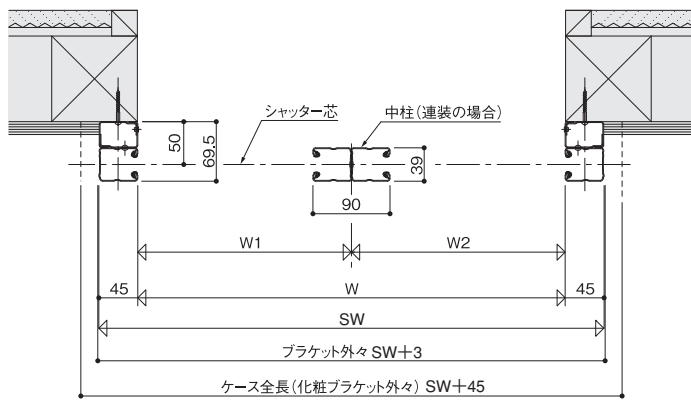 シャッター芯
中柱(連装の場合)
50
69.5
39
90
W1
W2
45
W
45
SW
ブラケット外々 SW+3
ケース全長(化粧ブラケット外々) SW+45